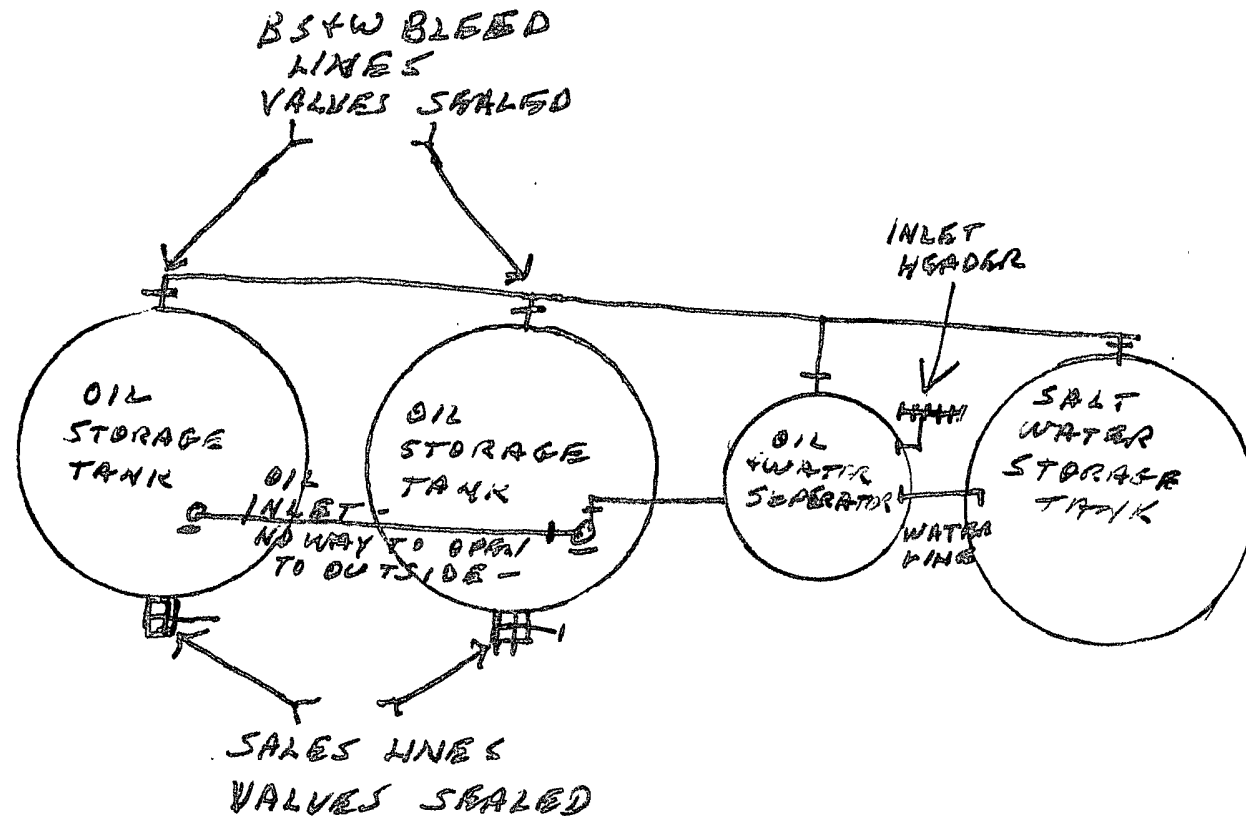 BS+W BLEED
LINES
VALVES SEALED
INLET
HEADER
OIL
STORAGE
TANK
OIL
STORAGE
TANK
OIL
INLET -
NO WAY TO OPEN
TO OUTSIDE -
OIL
+WATER
SEPERATOR
WATER
LINE
SALT
WATER
STORAGE
TANK
SALES LINES
VALVES SEALED